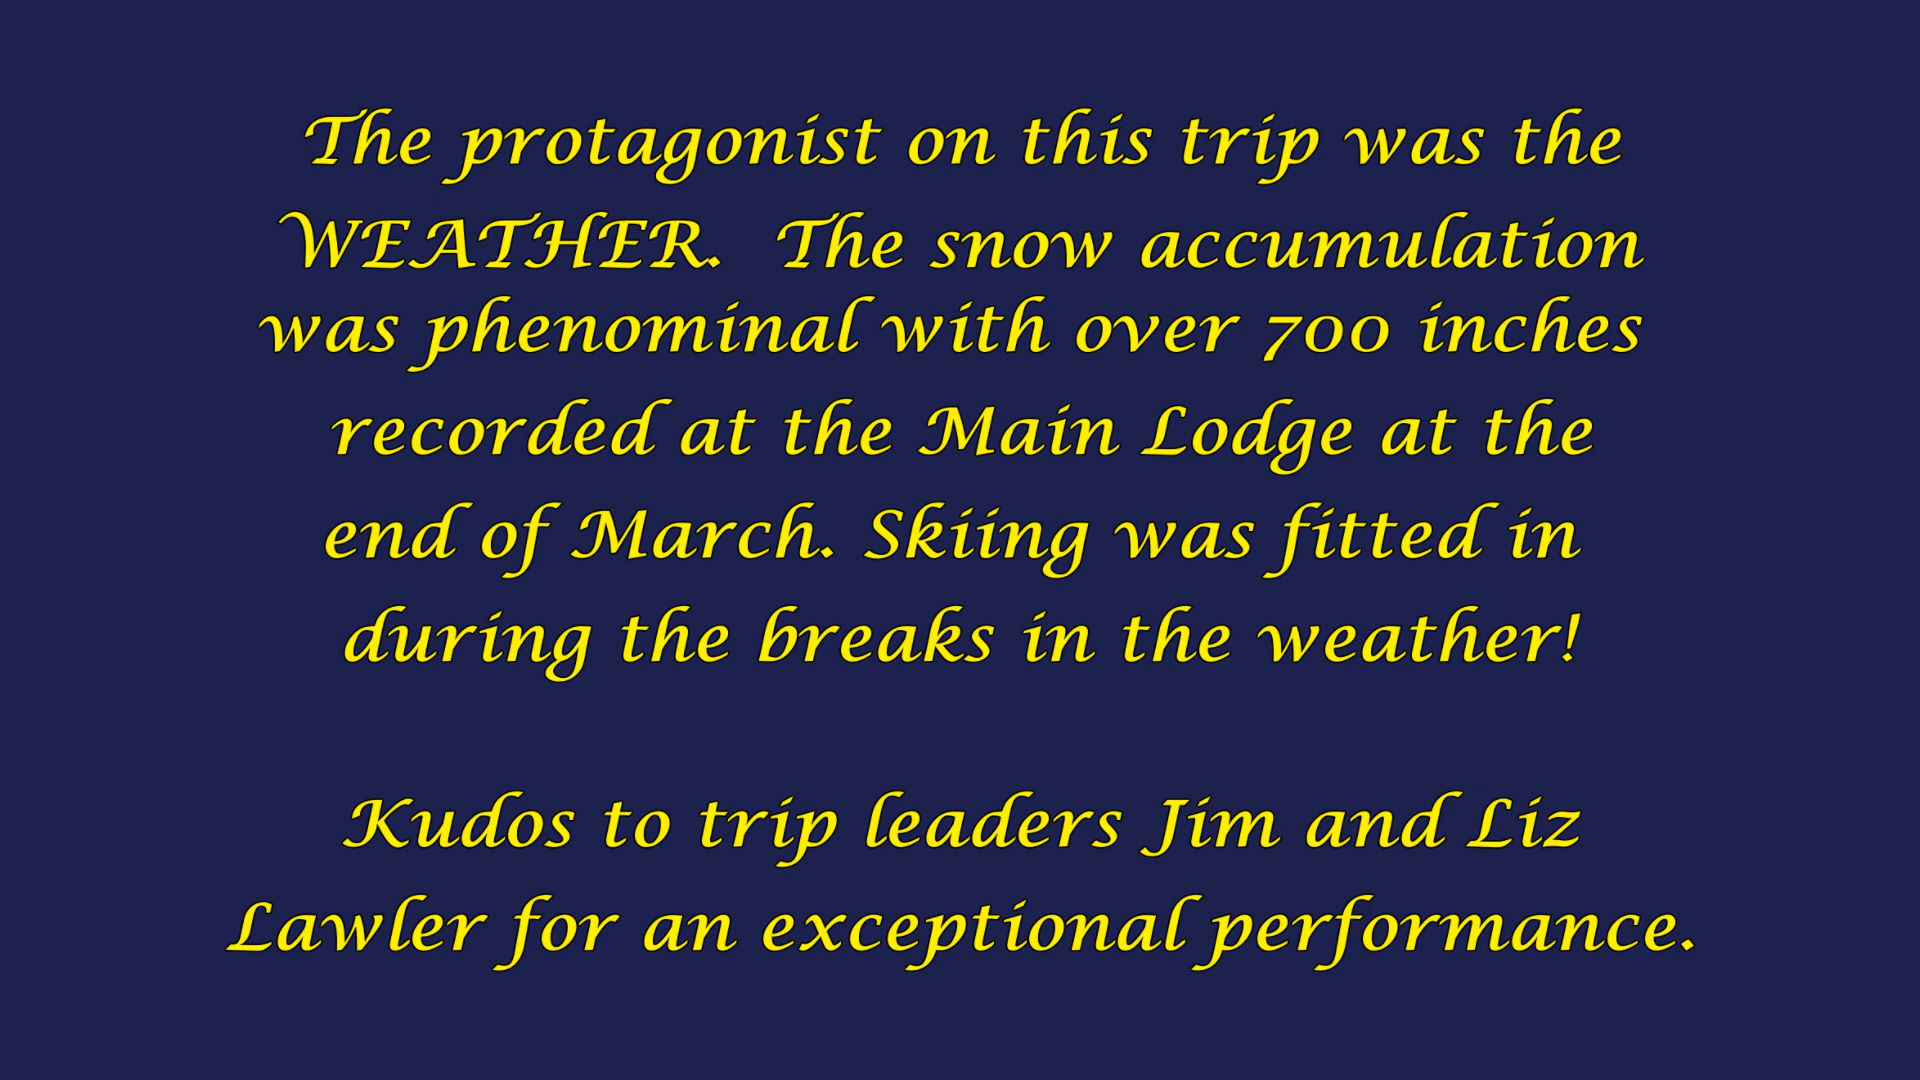 The protagonist on this trip was the
WEATHER.  The snow accumulation
was phenominal with over 700 inches
recorded at the Main Lodge at the
end of March. Skiing was fitted in
during the breaks in the weather!
Kudos to trip leaders Jim and Liz
Lawler for an exceptional performance.